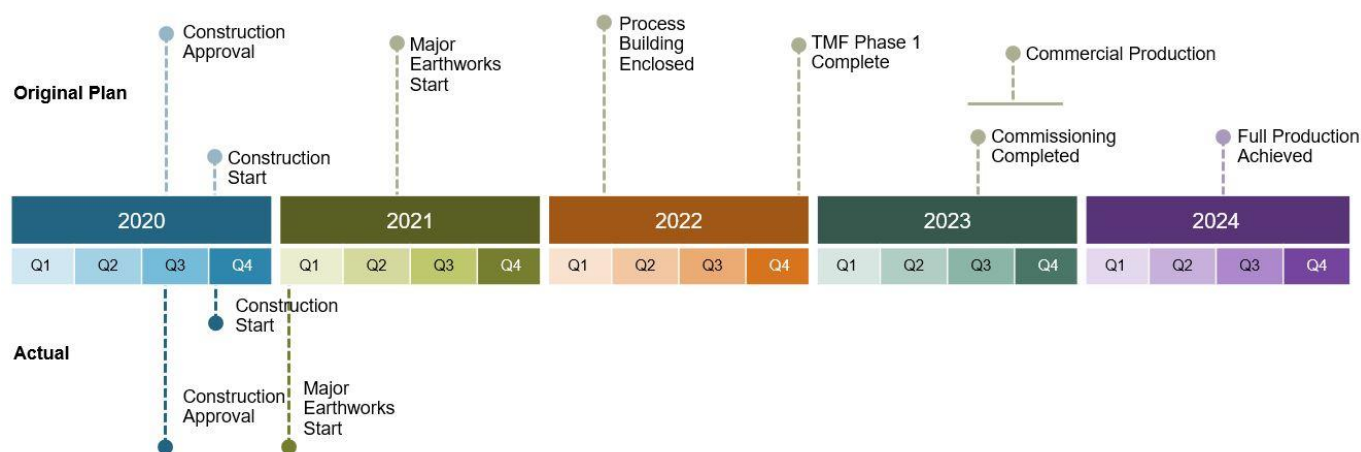 Construction
Approval
Major
Earthworks
Start
Process
Building
Enclosed
TMF Phase 1
Complete
Commercial Production
Original Plan
Construction
Start
Commissioning
Completed
Full Production
Achieved
2020
2021
2022
2023
2024
Q1 Q2 Q3 Q4
Q1 Q2 Q3 Q4
Q1 Q2 Q3 Q4
Q1 Q2 Q3 Q4
Q1 Q2 Q3 Q4
Construction
Start
Actual
Construction
Approval
Major
Earthworks
Start